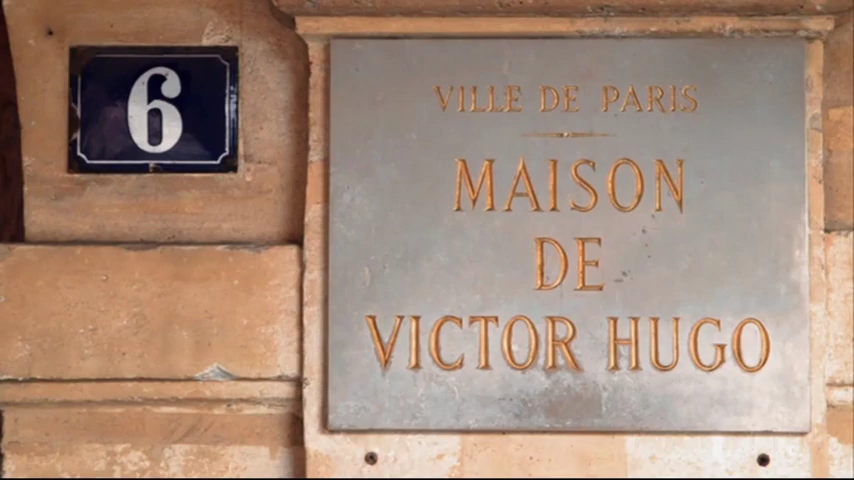 6
VILLE DE PARIS
MAISON
DE
VICTOR HUGO